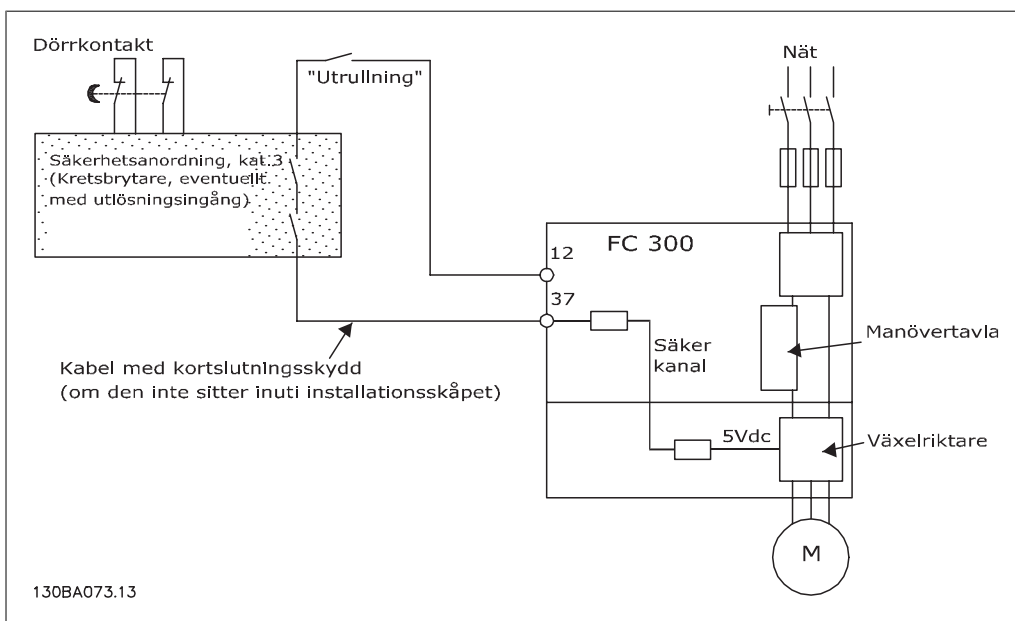 Dörrkontakt
"Utrullning"
Nät
Säkerhetsanordning, kat.3
(Kretsbrytare, eventuellt
med utlösningsingång)
FC 300
12
37
Säker
kanal
Manövertavla
Kabel med kortslutningsskydd
(om den inte sitter inuti installationsskåpet)
5Vdc
Växelriktare
M
130BA073.13